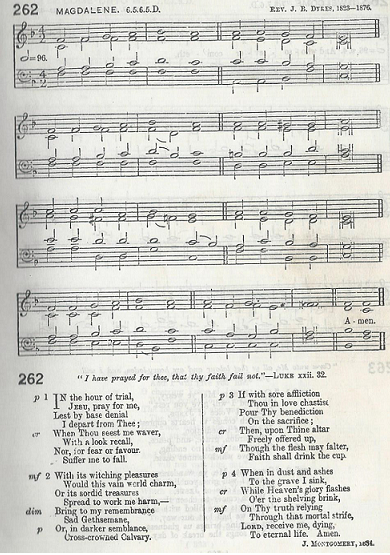 262 MAGDALENE. 6.5.6.5.D. REV. J. B. DYKES, 1823—1876.
=96.
A - men.
262 "I have prayed for thee, that thy faith fail not."—LUKE xxii. 32.
p 1 IN the hour of trial,
JESU, pray for me,
Lest by base denial
I depart from Thee;
cr When Thou seest me waver,
With a look recall,
Nor, for fear or favour,
Suffer me to fall.
mf 2 With its witching pleasures
Would this vain world charm,
Or its sordid treasures
Spread to work me harm,—
dim Bring to my remembrance
Sad Gethsemane,
p Or, in darker semblance,
Cross-crowned Calvary.
p 3 If with sore affliction
Thou in love chastise,
Pour Thy benediction
On the sacrifice;
cr Then, upon Thine altar
Freely offered up,
mf Though the flesh may falter,
Faith shall drink the cup.
p 4 When in dust and ashes
To the grave I sink,
cr While Heaven's glory flashes
O'er the shelving brink,
mf On Thy truth relying
Through that mortal strife,
LORD, receive me, dying,
To eternal life. Amen.
J. MONTGOMERY, 1834.